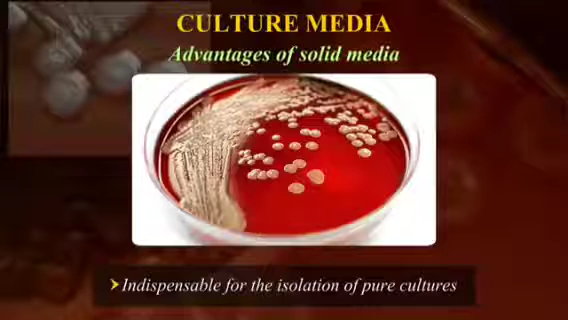 CULTURE MEDIA
Advantages of solid media
Indispensable for the isolation of pure cultures